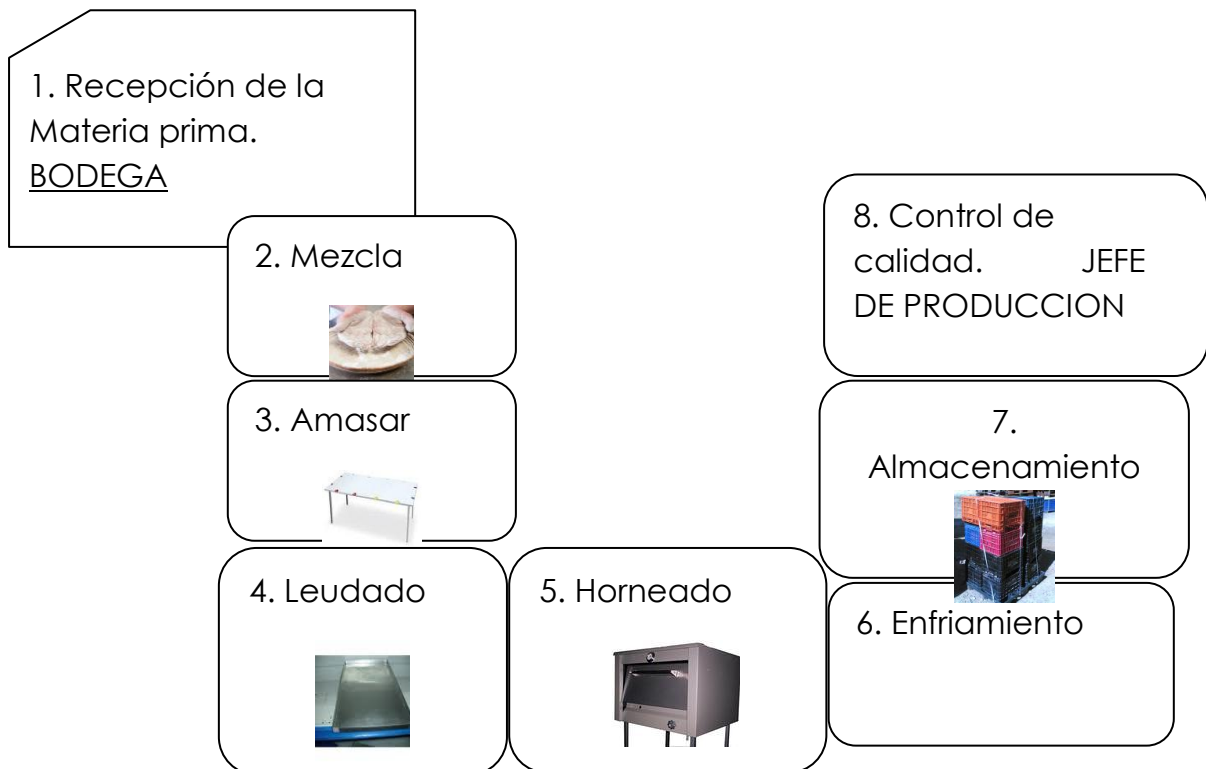 1. Recepción de la
Materia prima.
BODEGA
2. Mezcla
3. Amasar
4. Leudado
5. Horneado
6. Enfriamiento
7.
Almacenamiento
8. Control de
calidad. JEFE
DE PRODUCCION